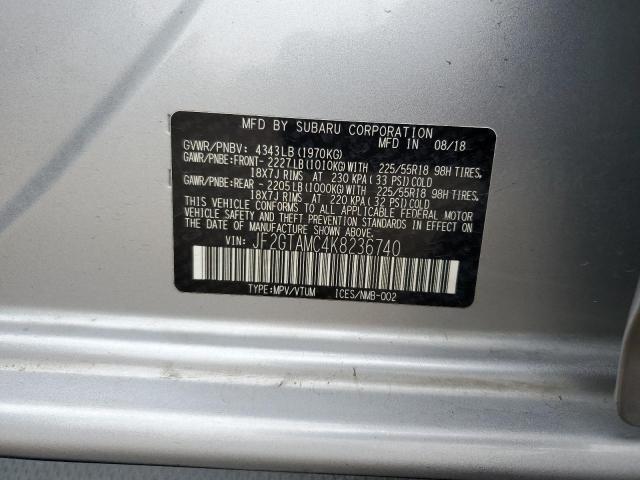 MFD BY SUBARU CORPORATION
MFD IN 08/18
GVWR/PNBV: 4343LB(1970KG)
GAWR/PNBE:FRONT-2227LB(1010KG)WITH 225/55R18 98H TIRES,
18X7J RIMS AT 230 KPA(33 PSI)COLD
GAWR/PNBE:REAR -2205LB(1000KG)WITH 225/55R18 98H TIRES,
18X7J RIMS AT 220 KPA(32 PSI)COLD
THIS VEHICLE CONFORMS TO ALL APPLICABLE FEDERAL MOTOR
VEHICLE SAFETY AND THEFT PREVENTION STANDARDS IN EFFECT ON
THE DATE OF MANUFACTURE SHOWN ABOVE.
VIN: JF2GTAMC4K8236740
TYPE:MPV/VTUM ICES/NMB-002